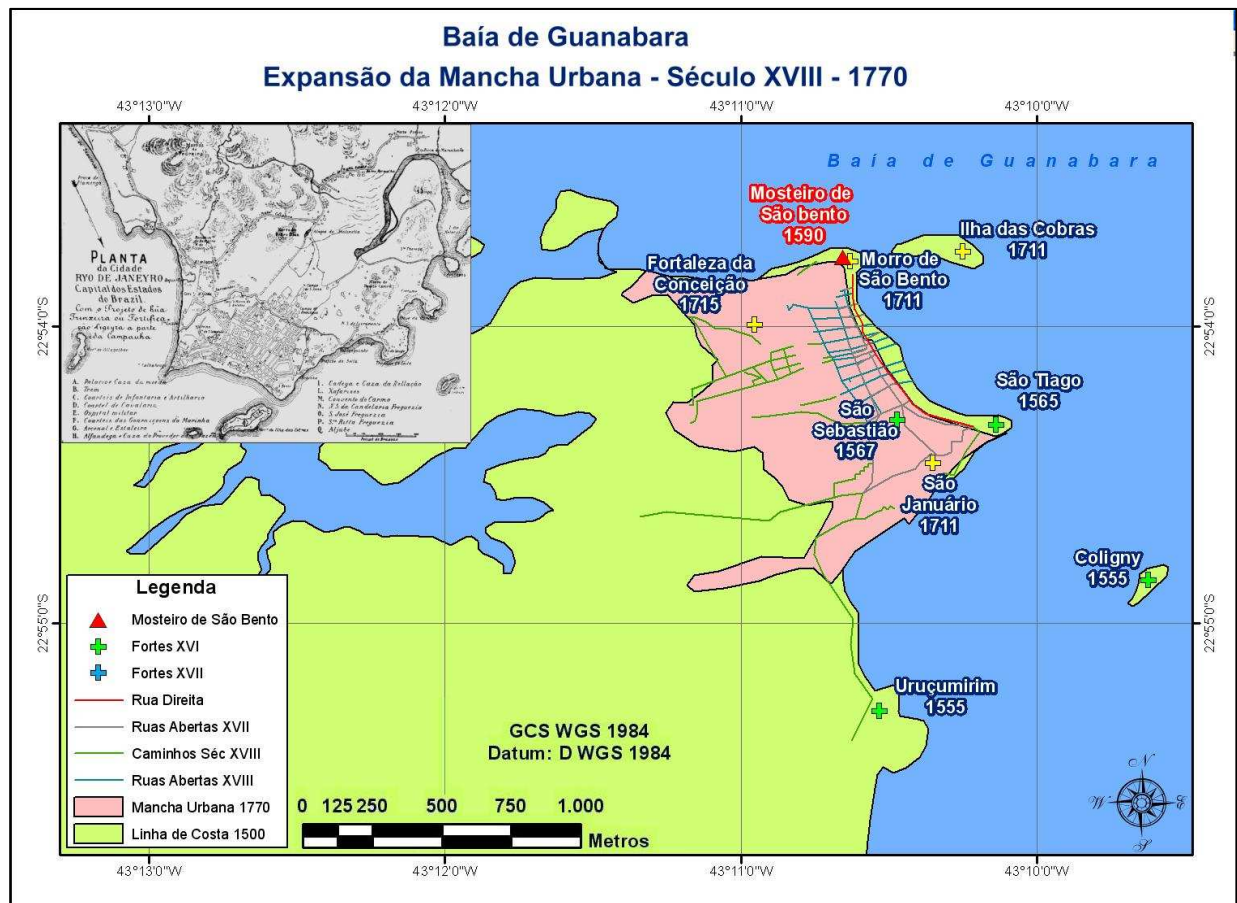 Baía de Guanabara
Expansão da Mancha Urbana - Século XVIII - 1770
43°13'0"W
43°12'0"W
43°11'0"W
43°10'0"W
Baía de Guanabara
PLANTA
da Cidade
RYO DE JANEYRO
Capital dos Estados
do Brazil.
Mosteiro de
São bento
1590
Ilha das Cobras
1711
Fortaleza da
Conceição
1715
Morro de
São Bento
1711
22°54'0"S
22°54'0"S
São Tiago
1565
São
Sebastião
1567
São
Januário
1711
Coligny
1555
Uruçumirim
1555
22°55'0"S
22°55'0"S
Legenda
Mosteiro de São Bento
Fortes XVI
Fortes XVII
Rua Direita
Ruas Abertas XVII
Caminhos Séc XVIII
Ruas Abertas XVIII
Mancha Urbana 1770
Linha de Costa 1500
GCS WGS 1984
Datum: D WGS 1984
0 125 250 500 750 1.000
Metros
N
W
E
S
43°13'0"W
43°12'0"W
43°11'0"W
43°10'0"W